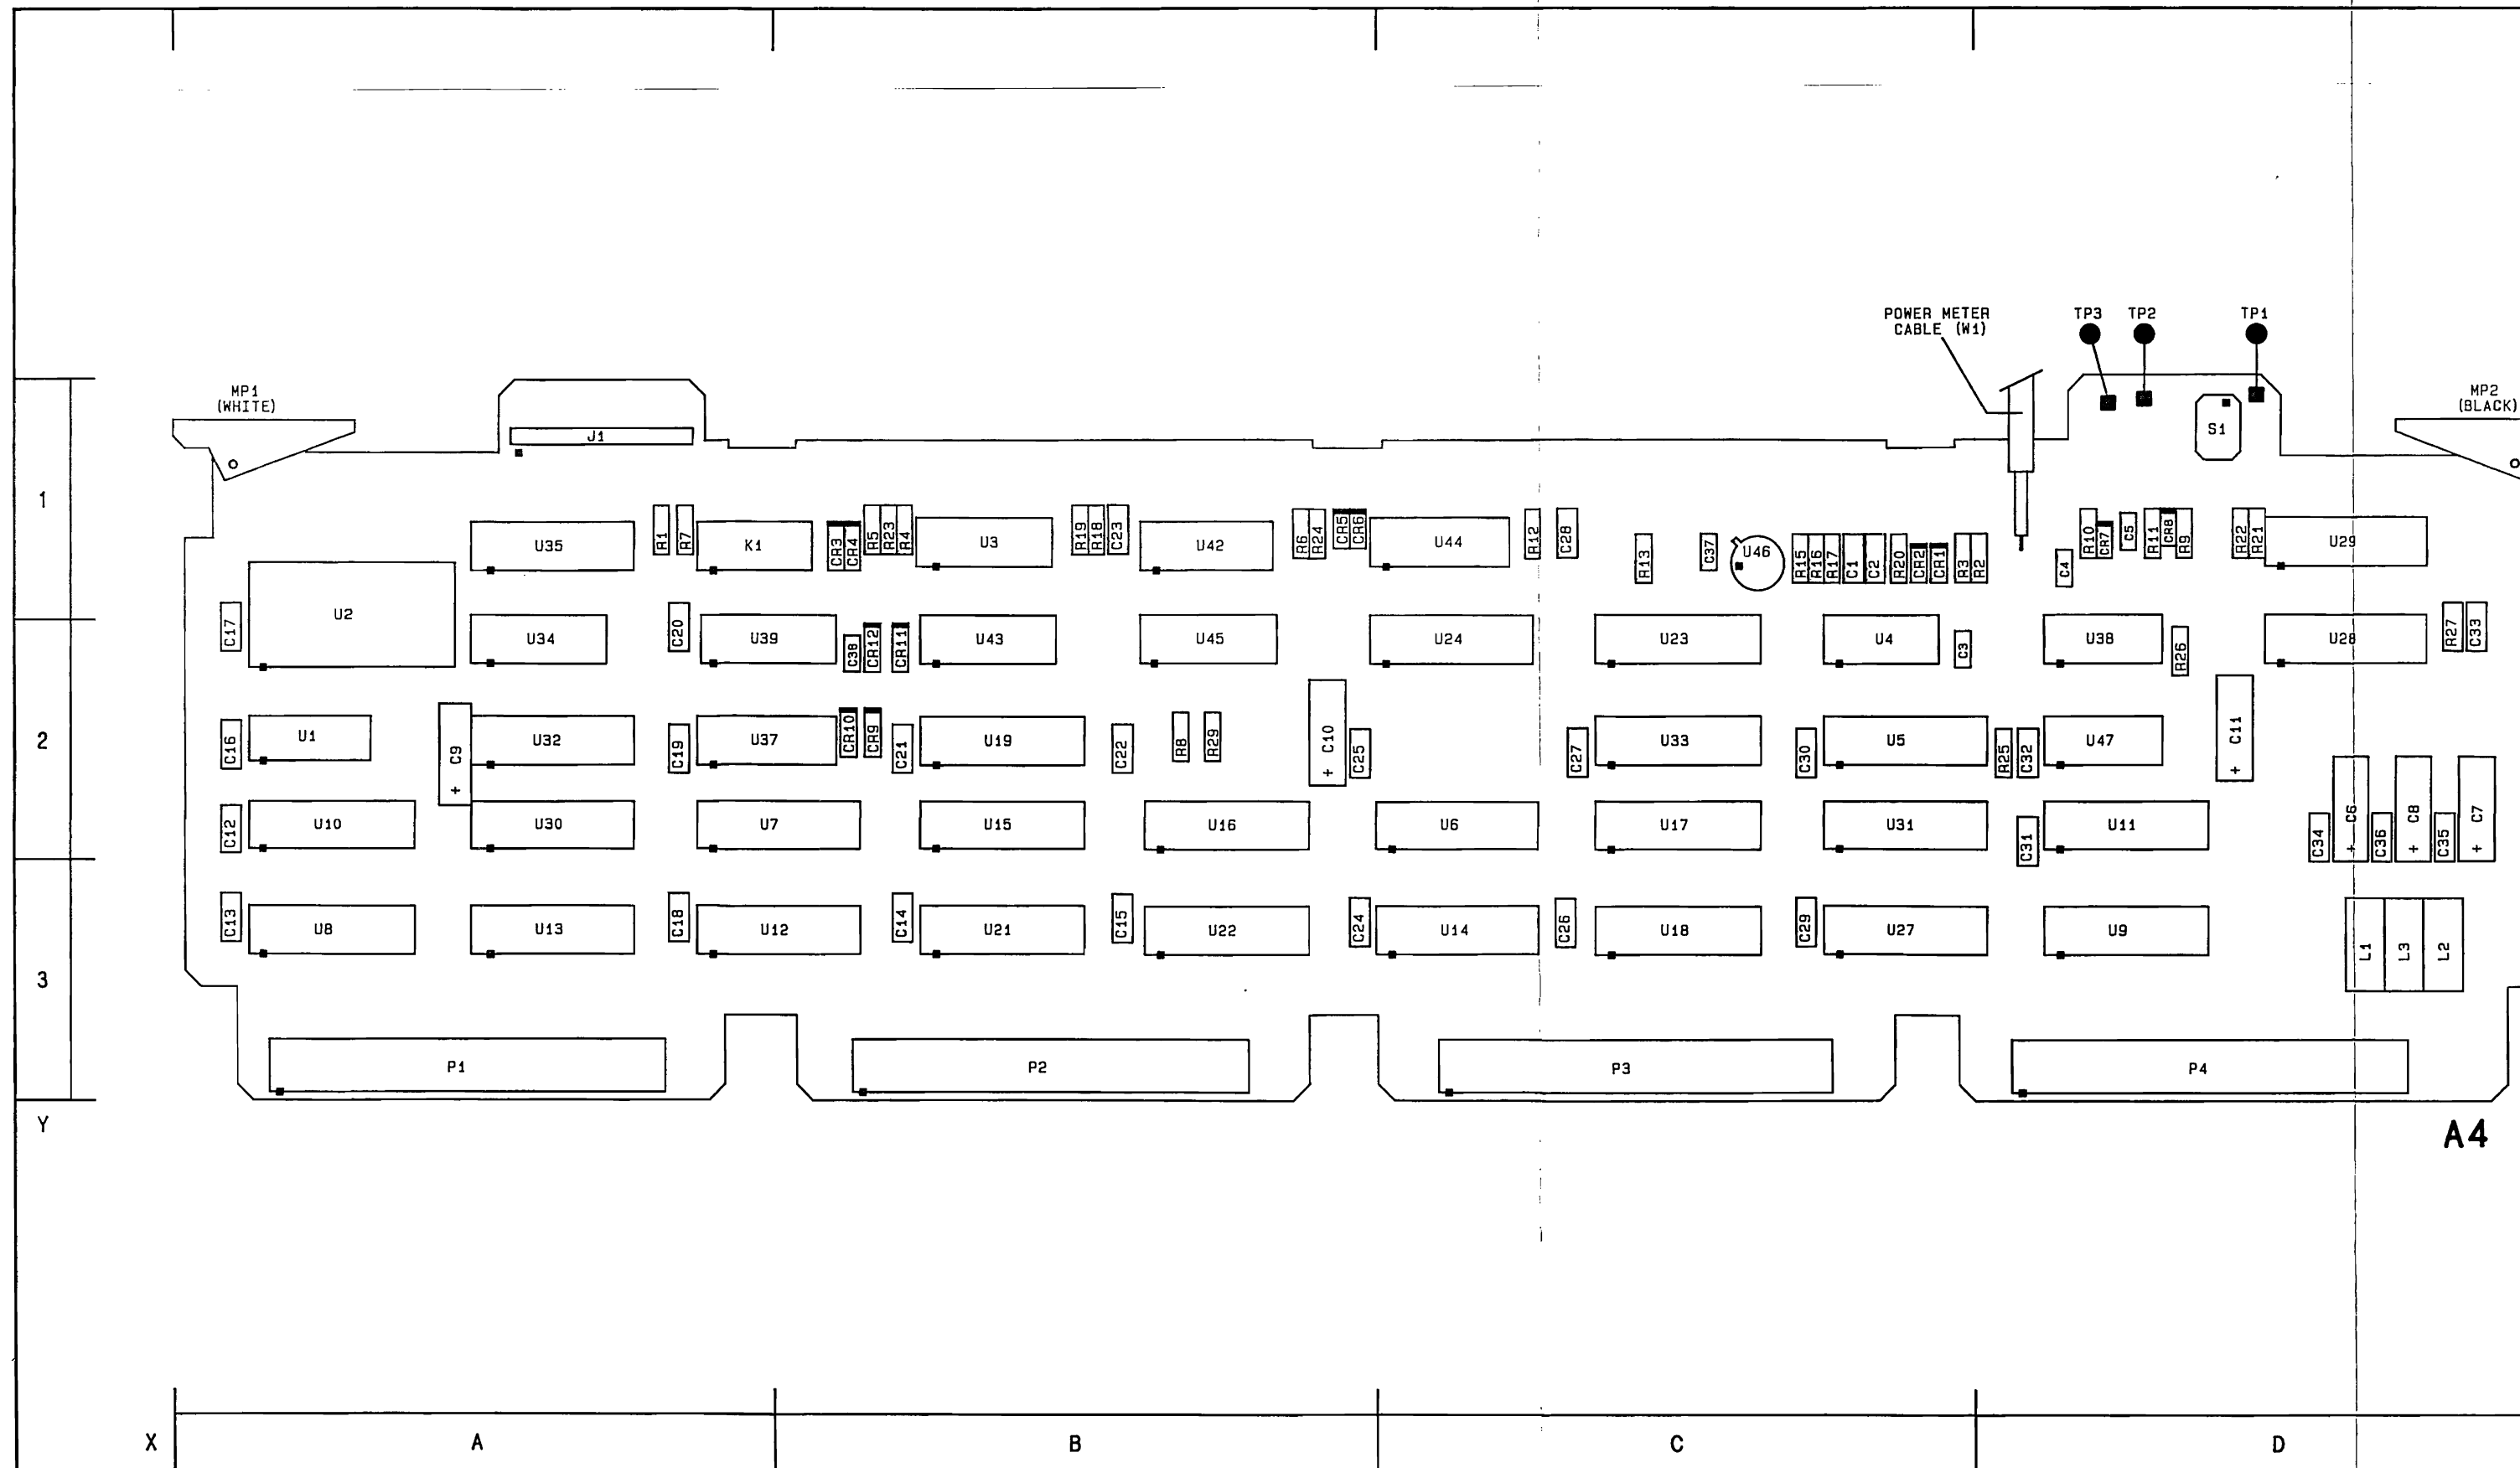 POWER METER
CABLE (W1)
TP3 TP2 TP1
MP1
(WHITE)
MP2
(BLACK)
J1
S1
1
U35 R1 R7 K1 CR3 CR4 R5 R23 R4 U3 R19 R18 C23 U42 R6 R24 CR5 CR6 U44 R12 C28 R13 C37 U46 R15 R16 R17 C1 C2 R20 CR2 CR1 R3 R2 C4 R10 CR7 C5 R11 CR8 R9 R22 R21 U29
C17 U2 U34 C20 U39 C38 CR12 CR11 U43 U45 U24 U23 U4 C3 U38 R26 U28 R27 C33
2
C16 U1 C9 + U32 C19 U37 CR10 CR9 C21 U19 C22 R8 R29 C10 + C25 C27 U33 C30 U5 R25 C32 U47 C11 +
C12 U10 U30 U7 U15 U16 U6 U17 U31 C31 U11 C34 C6 + C36 C8 + C35 C7 +
C13 U8 U13 C18 U12 C14 U21 C15 U22 C24 U14 C26 U18 C29 U27 U9 L1 L3 L2
3
P1 P2 P3 P4
Y
A4
X A B C D